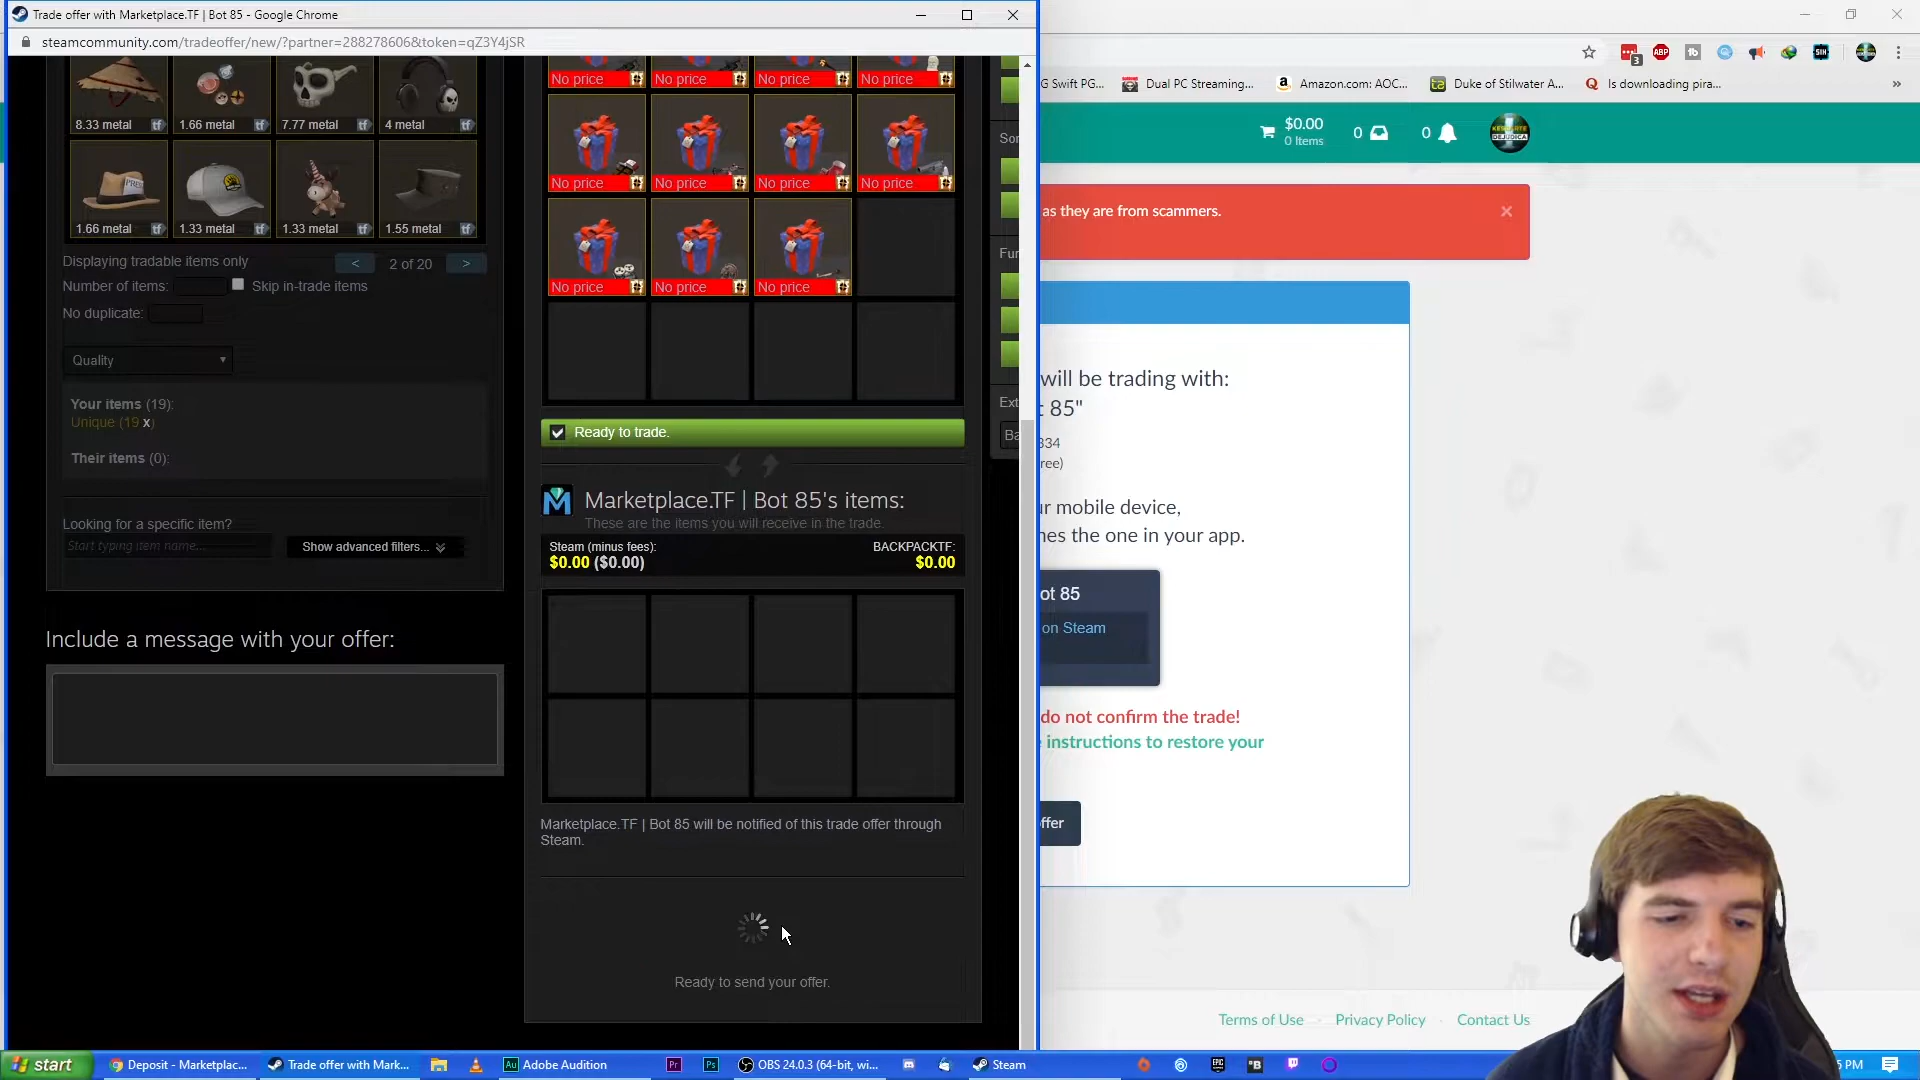 Trade offer with Marketplace.TF | Bot 85 - Google Chrome
steamcommunity.com/tradeoffer/new/?partner=288278606&token=qZ3Y4jSR
8.33 metal
1.66 metal
7.77 metal
4 metal
1.66 metal
1.33 metal
1.33 metal
1.55 metal
Displaying tradable items only
<
2 of 20
>
Number of items:
Skip in-trade items
No duplicate:
Quality
Your items (19):
Unique (19 x)
Their items (0):
Looking for a specific item?
Start typing item name...
Show advanced filters...
Include a message with your offer:
No price
No price
No price
No price
No price
No price
No price
No price
No price
No price
No price
Ready to trade.
Marketplace.TF | Bot 85's items:
These are the items you will receive in the trade.
Steam (minus fees):
BACKPACKTF:
$0.00 ($0.00)
$0.00
Marketplace.TF | Bot 85 will be notified of this trade offer through
Steam.
Ready to send your offer.
Sor
Fur
Ext
Ba
G Swift PG...
Dual PC Streaming...
Amazon.com: AOC...
Duke of Stilwater A...
Is downloading pira...
$0.00
0 Items
0
0
as they are from scammers.
will be trading with:
t 85"
334
ree)
ur mobile device,
hes the one in your app.
ot 85
on Steam
do not confirm the trade!
e instructions to restore your
offer
Terms of Use
Privacy Policy
Contact Us
start
Deposit - Marketplac...
Trade offer with Mark...
Adobe Audition
OBS 24.0.3 (64-bit, wi...
Steam
5 PM